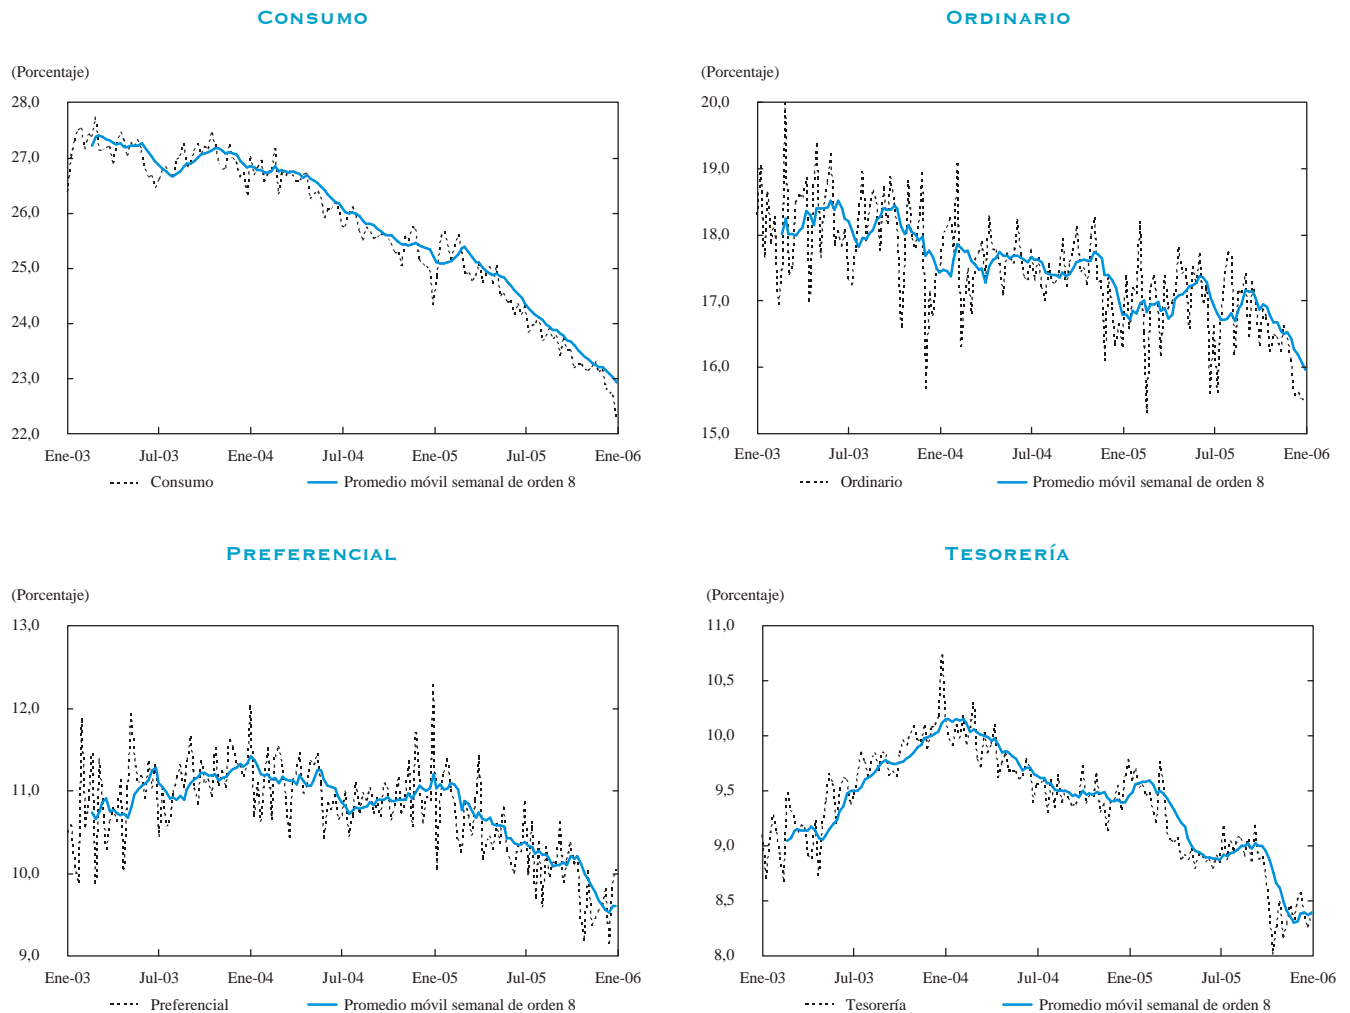 CONSUMO
(Porcentaje)
28,0
27,0
26,0
25,0
24,0
23,0
22,0
Ene-03 Jul-03 Ene-04 Jul-04 Ene-05 Jul-05 Ene-06
Consumo Promedio móvil semanal de orden 8
ORDINARIO
(Porcentaje)
20,0
19,0
18,0
17,0
16,0
15,0
Ene-03 Jul-03 Ene-04 Jul-04 Ene-05 Jul-05 Ene-06
Ordinario Promedio móvil semanal de orden 8
PREFERENCIAL
(Porcentaje)
13,0
12,0
11,0
10,0
9,0
Ene-03 Jul-03 Ene-04 Jul-04 Ene-05 Jul-05 Ene-06
Preferencial Promedio móvil semanal de orden 8
TESORERÍA
(Porcentaje)
11,0
10,5
10,0
9,5
9,0
8,5
8,0
Ene-03 Jul-03 Ene-04 Jul-04 Ene-05 Jul-05 Ene-06
Tesorería Promedio móvil semanal de orden 8